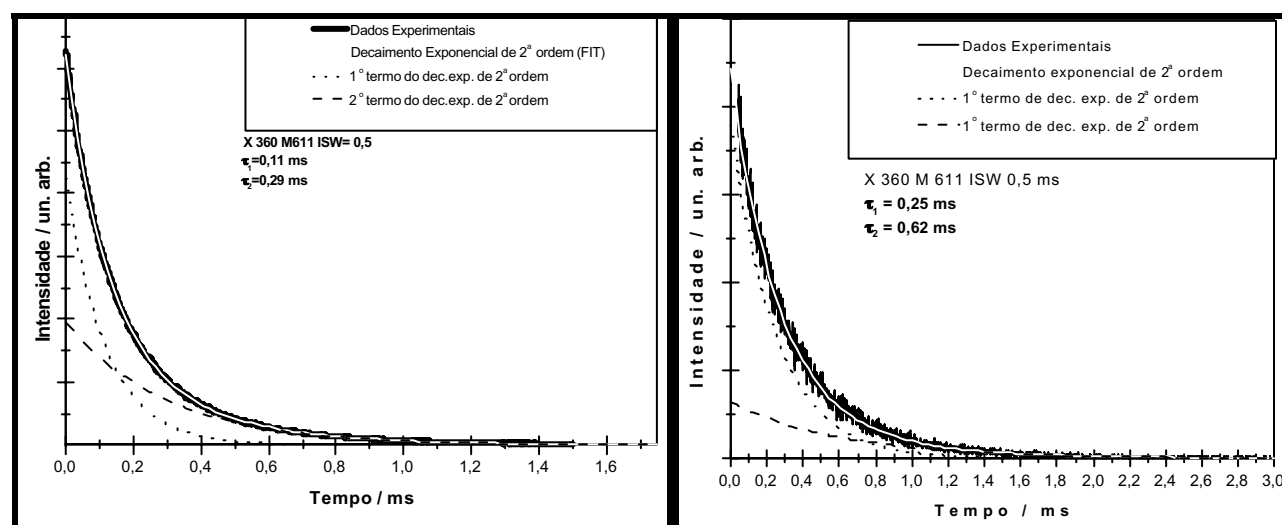 Dados Experimentais
Decaimento Exponencial de 2ª ordem (FIT)
1º termo do dec.exp. de 2ª ordem
2º termo do dec.exp. de 2ª ordem
X 360 M611 ISW= 0,5
τ1=0,11 ms
τ2=0,29 ms
Intensidade / un. arb.
0,0 0,2 0,4 0,6 0,8 1,0 1,2 1,4 1,6
Tempo / ms
Dados Experimentais
Decaimento exponencial de 2ª ordem
1º termo de dec. exp. de 2ª ordem
1º termo de dec. exp. de 2ª ordem
X 360 M 611 ISW 0,5 ms
τ1 = 0,25 ms
τ2 = 0,62 ms
Intensidade / un. arb.
0,0 0,2 0,4 0,6 0,8 1,0 1,2 1,4 1,6 1,8 2,0 2,2 2,4 2,6 2,8 3,0
Tempo / ms